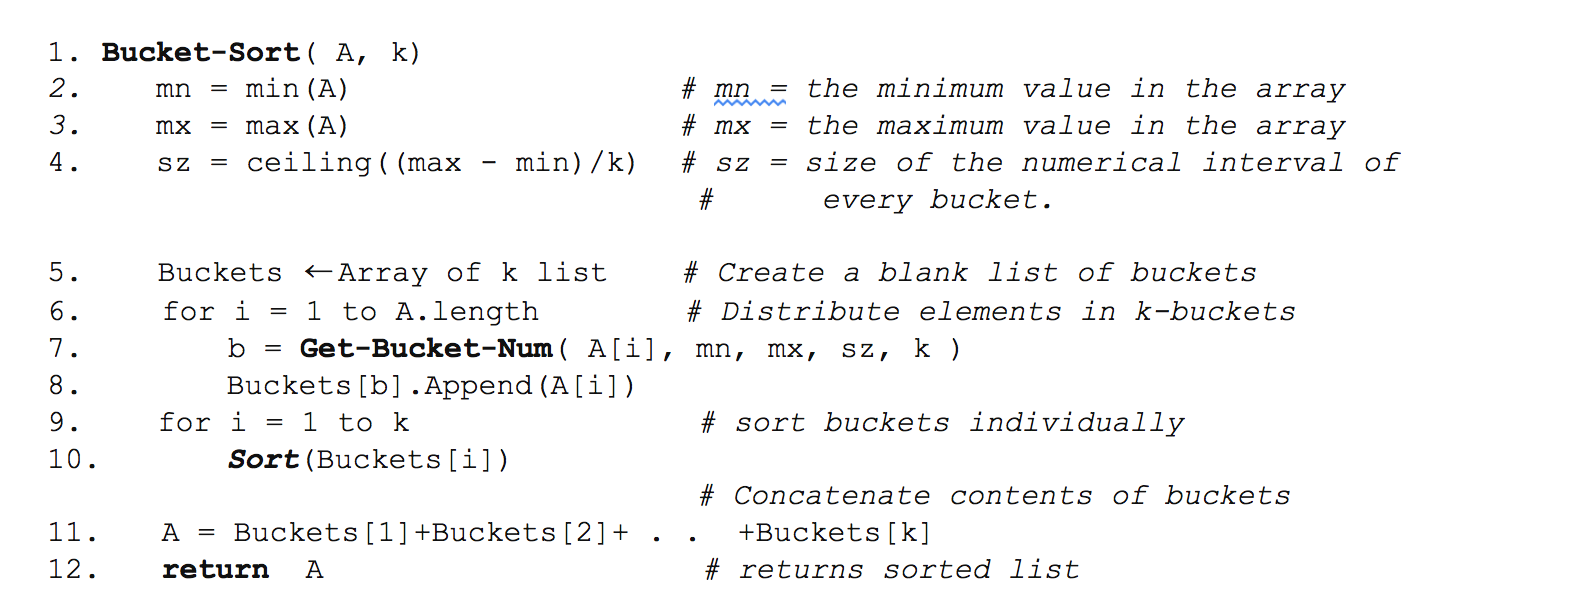 1. Bucket-Sort( A, k)
2. mn = min(A) # mn = the minimum value in the array
3. mx = max(A) # mx = the maximum value in the array
4. sz = ceiling((max - min)/k) # sz = size of the numerical interval of
# every bucket.
5. Buckets ←Array of k list # Create a blank list of buckets
6. for i = 1 to A.length # Distribute elements in k-buckets
7. b = Get-Bucket-Num( A[i], mn, mx, sz, k )
8. Buckets[b].Append(A[i])
9. for i = 1 to k # sort buckets individually
10. Sort(Buckets[i])
# Concatenate contents of buckets
11. A = Buckets[1]+Buckets[2]+ . . +Buckets[k]
12. return A # returns sorted list